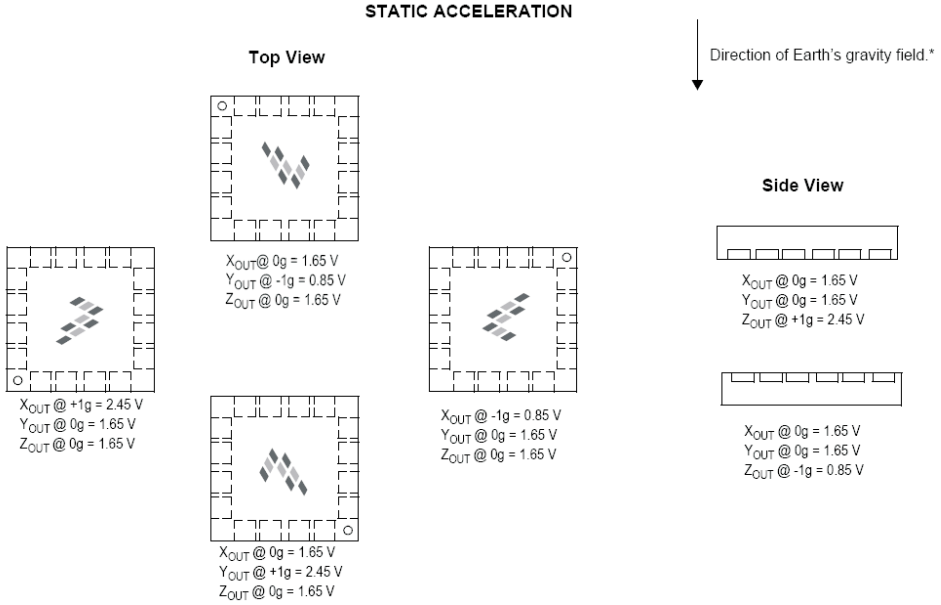 STATIC ACCELERATION
Top View
Direction of Earth's gravity field.*
Side View
XOUT@ 0g = 1.65 V
YOUT @ -1g = 0.85 V
ZOUT @ 0g = 1.65 V
XOUT @ +1g = 2.45 V
YOUT @ 0g = 1.65 V
ZOUT @ 0g = 1.65 V
XOUT @ -1g = 0.85 V
YOUT @ 0g = 1.65 V
ZOUT @ 0g = 1.65 V
XOUT @ 0g = 1.65 V
YOUT @ +1g = 2.45 V
ZOUT @ 0g = 1.65 V
XOUT @ 0g = 1.65 V
YOUT @ 0g = 1.65 V
ZOUT @ +1g = 2.45 V
XOUT @ 0g = 1.65 V
YOUT @ 0g = 1.65 V
ZOUT @ -1g = 0.85 V